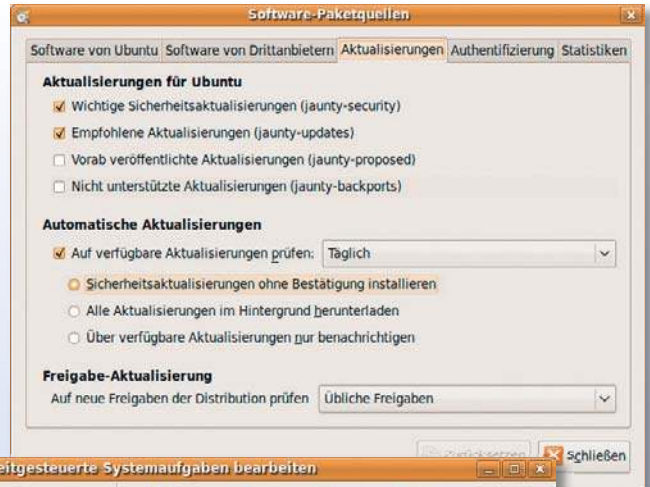 Software-Paketquellen
Software von Ubuntu Software von Drittanbietern Aktualisierungen Authentifizierung Statistiken
Aktualisierungen für Ubuntu
Wichtige Sicherheitsaktualisierungen (jaunty-security)
Empfohlene Aktualisierungen (jaunty-updates)
Vorab veröffentlichte Aktualisierungen (jaunty-proposed)
Nicht unterstützte Aktualisierungen (jaunty-backports)
Automatische Aktualisierungen
Auf verfügbare Aktualisierungen prüfen: Täglich
Sicherheitsaktualisierungen ohne Bestätigung installieren
Alle Aktualisierungen im Hintergrund herunterladen
Über verfügbare Aktualisierungen nur benachrichtigen
Freigabe-Aktualisierung
Auf neue Freigaben der Distribution prüfen Übliche Freigaben
Schließen
eitgesteuerte Systemaufgaben bearbeiten